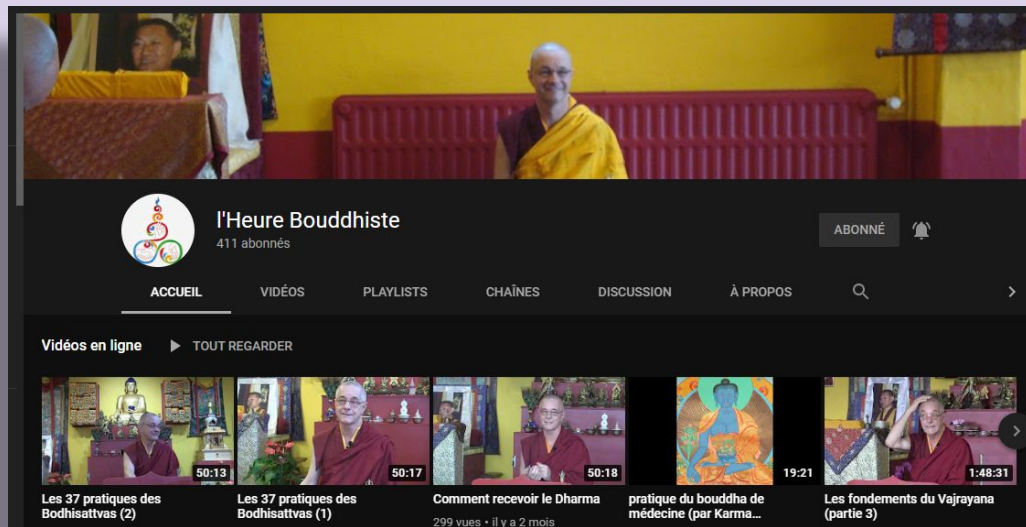 l'Heure Bouddhiste
411 abonnés
ABONNÉ
ACCUEIL VIDÉOS PLAYLISTS CHAÎNES DISCUSSION À PROPOS
Vidéos en ligne TOUT REGARDER
50:13 50:17 50:18 19:21 1:48:31
Les 37 pratiques des Bodhisattvas (2)
Les 37 pratiques des Bodhisattvas (1)
Comment recevoir le Dharma
299 vues • il y a 2 mois
pratique du bouddha de médecine (par Karma...
Les fondements du Vajrayana (partie 3)